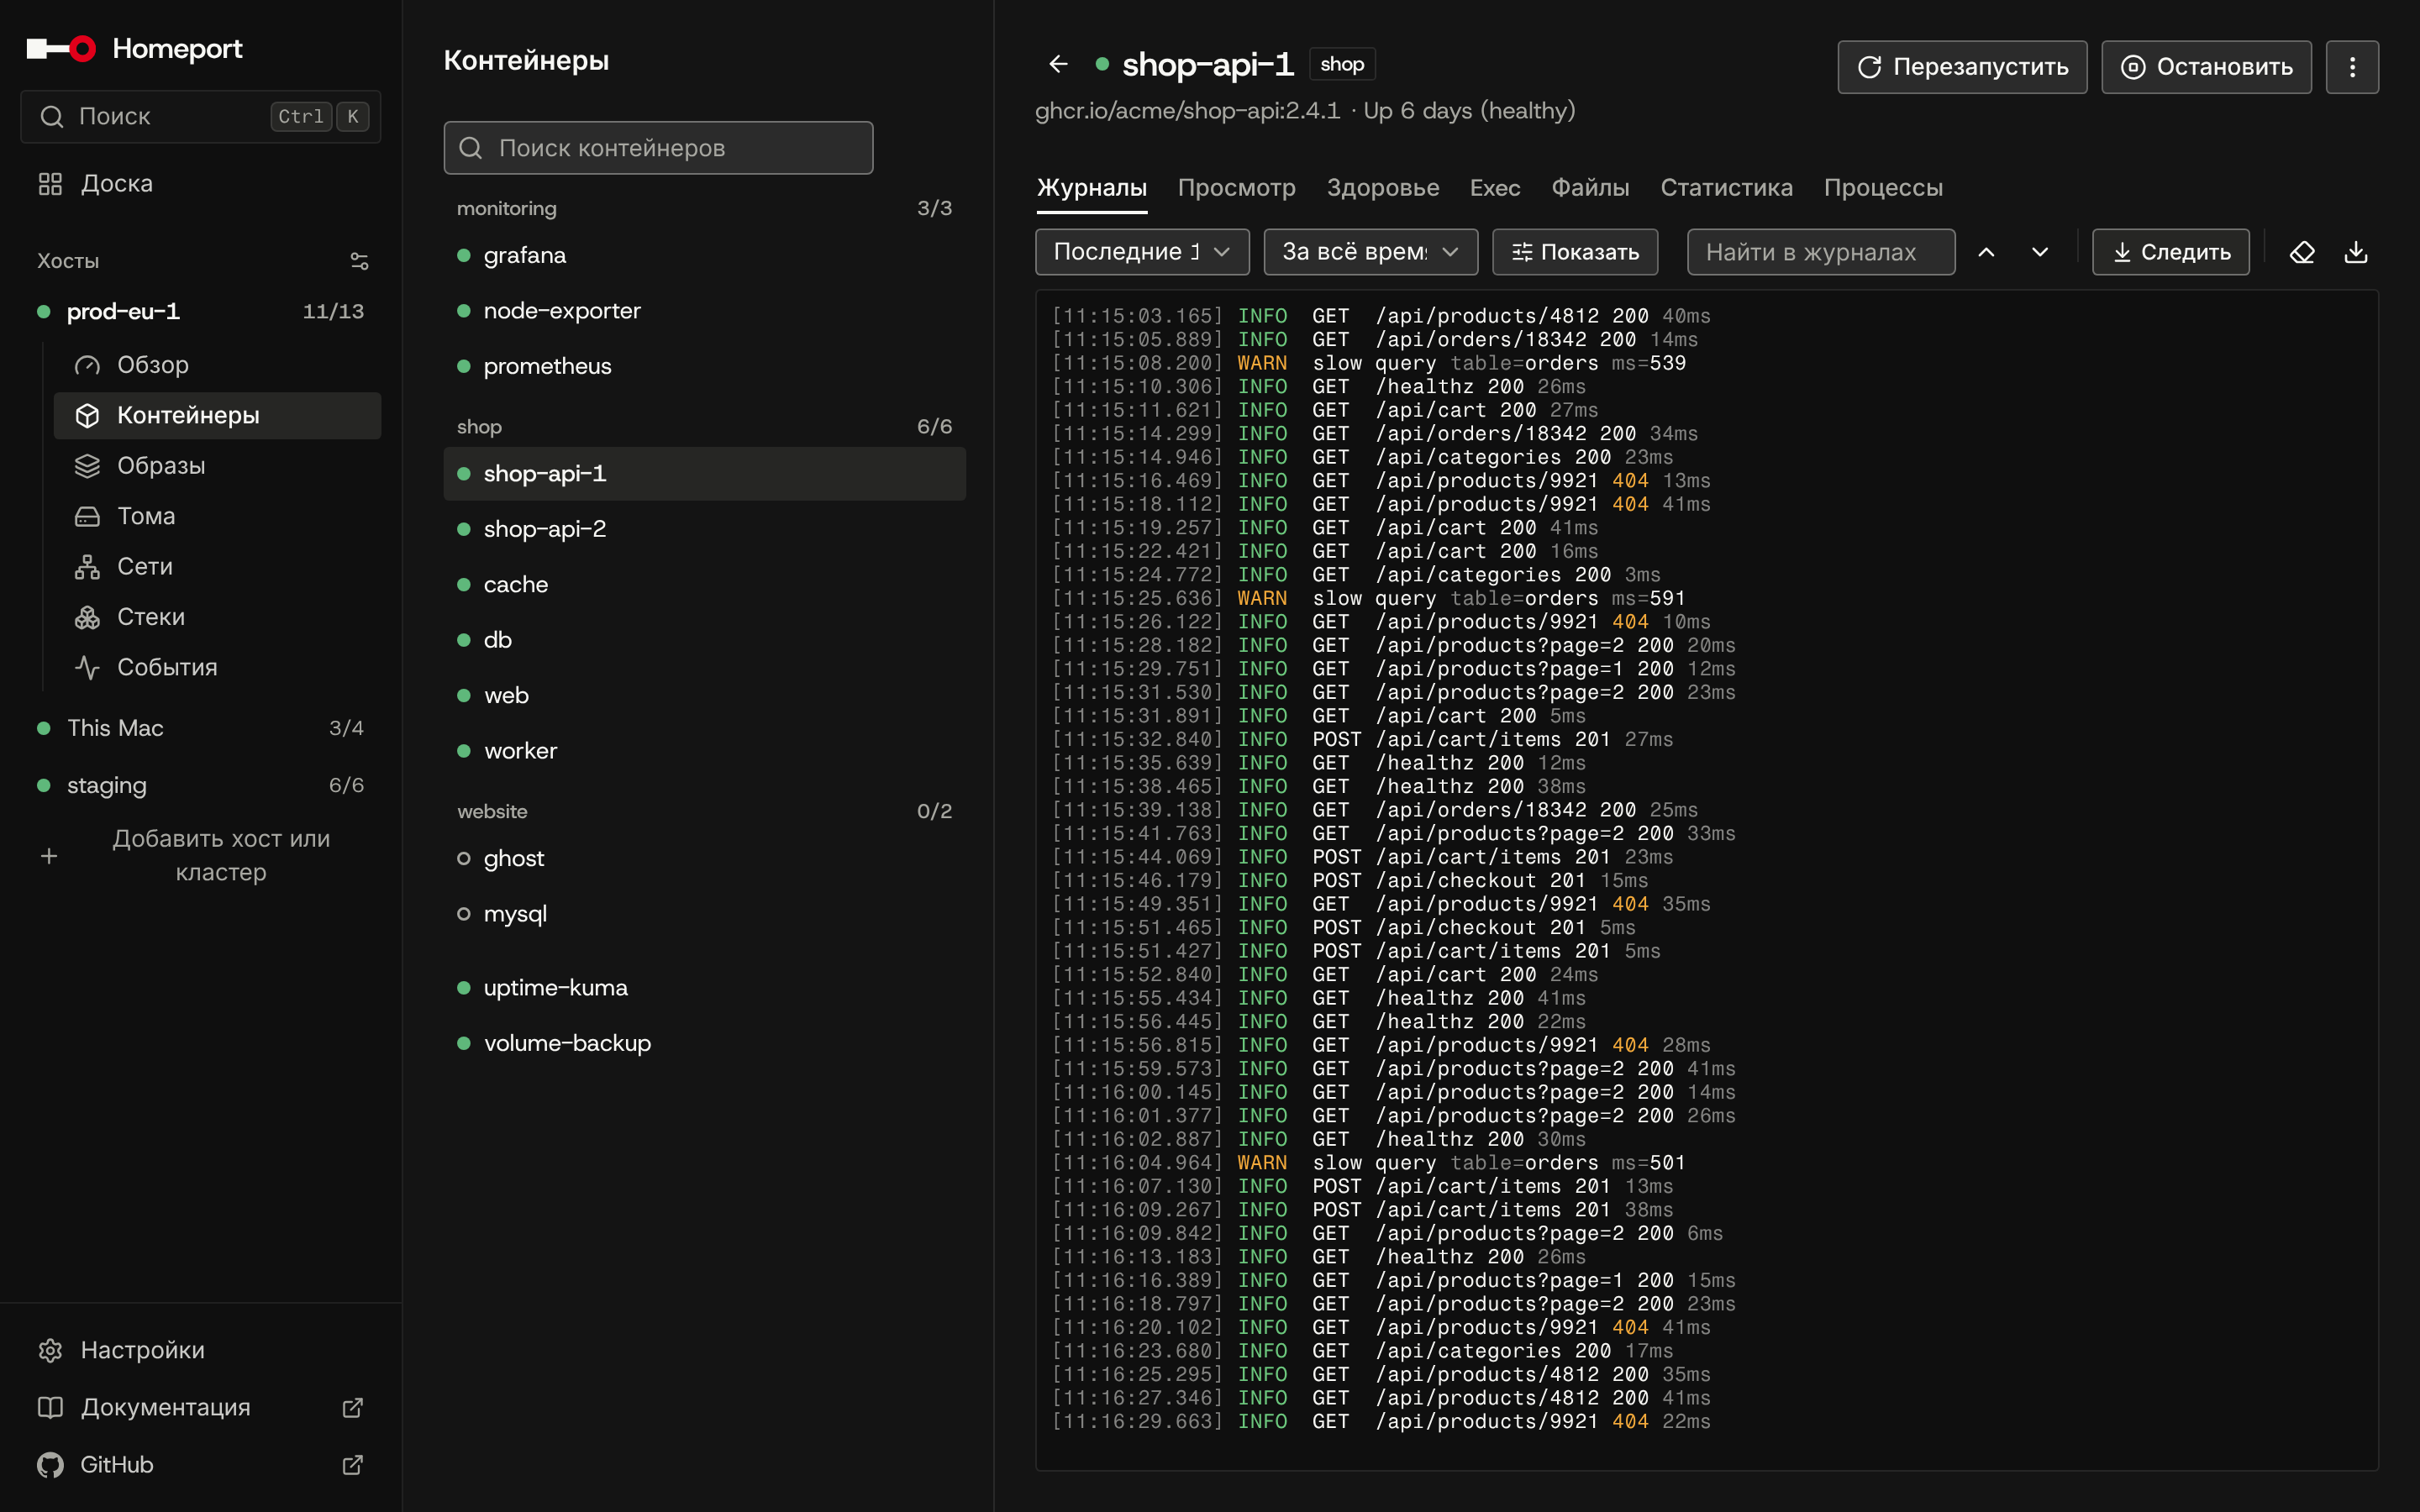 Homeport
Поиск Ctrl K
Доска
Хосты
prod-eu-1 11/13
Обзор
Контейнеры
Образы
Тома
Сети
Стеки
События
This Mac 3/4
staging 6/6
Добавить хост или
кластер
Настройки
Документация
GitHub
Контейнеры
Поиск контейнеров
monitoring 3/3
grafana
node-exporter
prometheus
shop 6/6
shop-api-1
shop-api-2
cache
db
web
worker
website 0/2
ghost
mysql
uptime-kuma
volume-backup
shop-api-1 shop
Перезапустить Остановить
ghcr.io/acme/shop-api:2.4.1 · Up 6 days (healthy)
Журналы Просмотр Здоровье Exec Файлы Статистика Процессы
Последние 1 За всё врем Показать Найти в журналах Следить
[11:15:03.165] INFO GET /api/products/4812 200 40ms
[11:15:05.889] INFO GET /api/orders/18342 200 14ms
[11:15:08.200] WARN slow query table=orders ms=539
[11:15:10.306] INFO GET /healthz 200 26ms
[11:15:11.621] INFO GET /api/cart 200 27ms
[11:15:14.299] INFO GET /api/orders/18342 200 34ms
[11:15:14.946] INFO GET /api/categories 200 23ms
[11:15:16.469] INFO GET /api/products/9921 404 13ms
[11:15:18.112] INFO GET /api/products/9921 404 41ms
[11:15:19.257] INFO GET /api/cart 200 41ms
[11:15:22.421] INFO GET /api/cart 200 16ms
[11:15:24.772] INFO GET /api/categories 200 3ms
[11:15:25.636] WARN slow query table=orders ms=591
[11:15:26.122] INFO GET /api/products/9921 404 10ms
[11:15:28.182] INFO GET /api/products?page=2 200 20ms
[11:15:29.751] INFO GET /api/products?page=1 200 12ms
[11:15:31.530] INFO GET /api/products?page=2 200 23ms
[11:15:31.891] INFO GET /api/cart 200 5ms
[11:15:32.840] INFO POST /api/cart/items 201 27ms
[11:15:35.639] INFO GET /healthz 200 12ms
[11:15:38.465] INFO GET /healthz 200 38ms
[11:15:39.138] INFO GET /api/orders/18342 200 25ms
[11:15:41.763] INFO GET /api/products?page=2 200 33ms
[11:15:44.069] INFO POST /api/cart/items 201 23ms
[11:15:46.179] INFO POST /api/checkout 201 15ms
[11:15:49.351] INFO GET /api/products/9921 404 35ms
[11:15:51.465] INFO POST /api/checkout 201 5ms
[11:15:51.427] INFO POST /api/cart/items 201 5ms
[11:15:52.840] INFO GET /api/cart 200 24ms
[11:15:55.434] INFO GET /healthz 200 41ms
[11:15:56.445] INFO GET /healthz 200 22ms
[11:15:56.815] INFO GET /api/products/9921 404 28ms
[11:15:59.573] INFO GET /api/products?page=2 200 41ms
[11:16:00.145] INFO GET /api/products?page=2 200 14ms
[11:16:01.377] INFO GET /api/products?page=2 200 26ms
[11:16:02.887] INFO GET /healthz 200 30ms
[11:16:04.964] WARN slow query table=orders ms=501
[11:16:07.130] INFO POST /api/cart/items 201 13ms
[11:16:09.267] INFO POST /api/cart/items 201 38ms
[11:16:09.842] INFO GET /api/products?page=2 200 6ms
[11:16:13.183] INFO GET /healthz 200 26ms
[11:16:16.389] INFO GET /api/products?page=1 200 15ms
[11:16:18.797] INFO GET /api/products?page=2 200 23ms
[11:16:20.102] INFO GET /api/products/9921 404 41ms
[11:16:23.680] INFO GET /api/categories 200 17ms
[11:16:25.295] INFO GET /api/products/4812 200 35ms
[11:16:27.346] INFO GET /api/products/4812 200 41ms
[11:16:29.663] INFO GET /api/products/9921 404 22ms